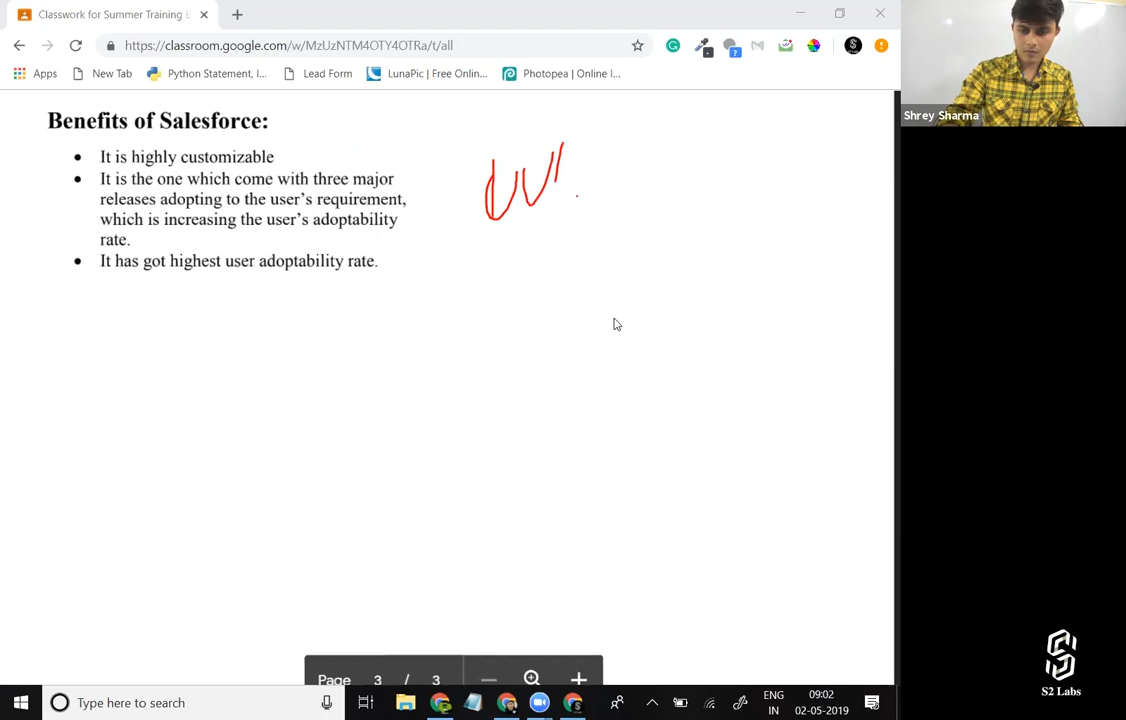 Classwork for Summer Training E
https://classroom.google.com/w/MzUzNTM4OTY4OTRa/t/all
Apps
New Tab
Python Statement, I...
Lead Form
LunaPic | Free Onlin...
Photopea | Online I...
Shrey Sharma
Benefits of Salesforce:
It is highly customizable
It is the one which come with three major
releases adopting to the user's requirement,
which is increasing the user's adoptability
rate.
It has got highest user adoptability rate.
Page 3 / 3
S2 Labs
Type here to search
ENG
IN
09:02
02-05-2019